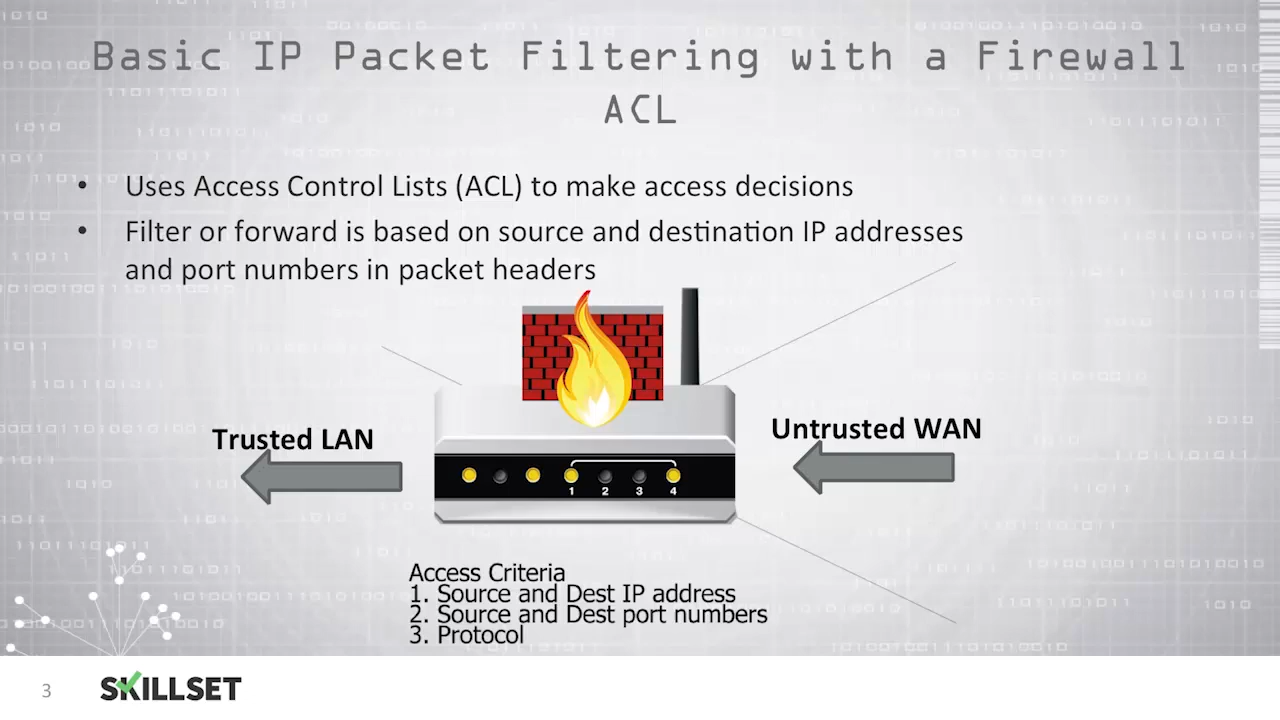 Basic IP Packet Filtering with a Firewall
ACL
• Uses Access Control Lists (ACL) to make access decisions
• Filter or forward is based on source and destination IP addresses
and port numbers in packet headers
Trusted LAN
Untrusted WAN
1 2 3 4
Access Criteria
1. Source and Dest IP address
2. Source and Dest port numbers
3. Protocol
3
SKILLSET